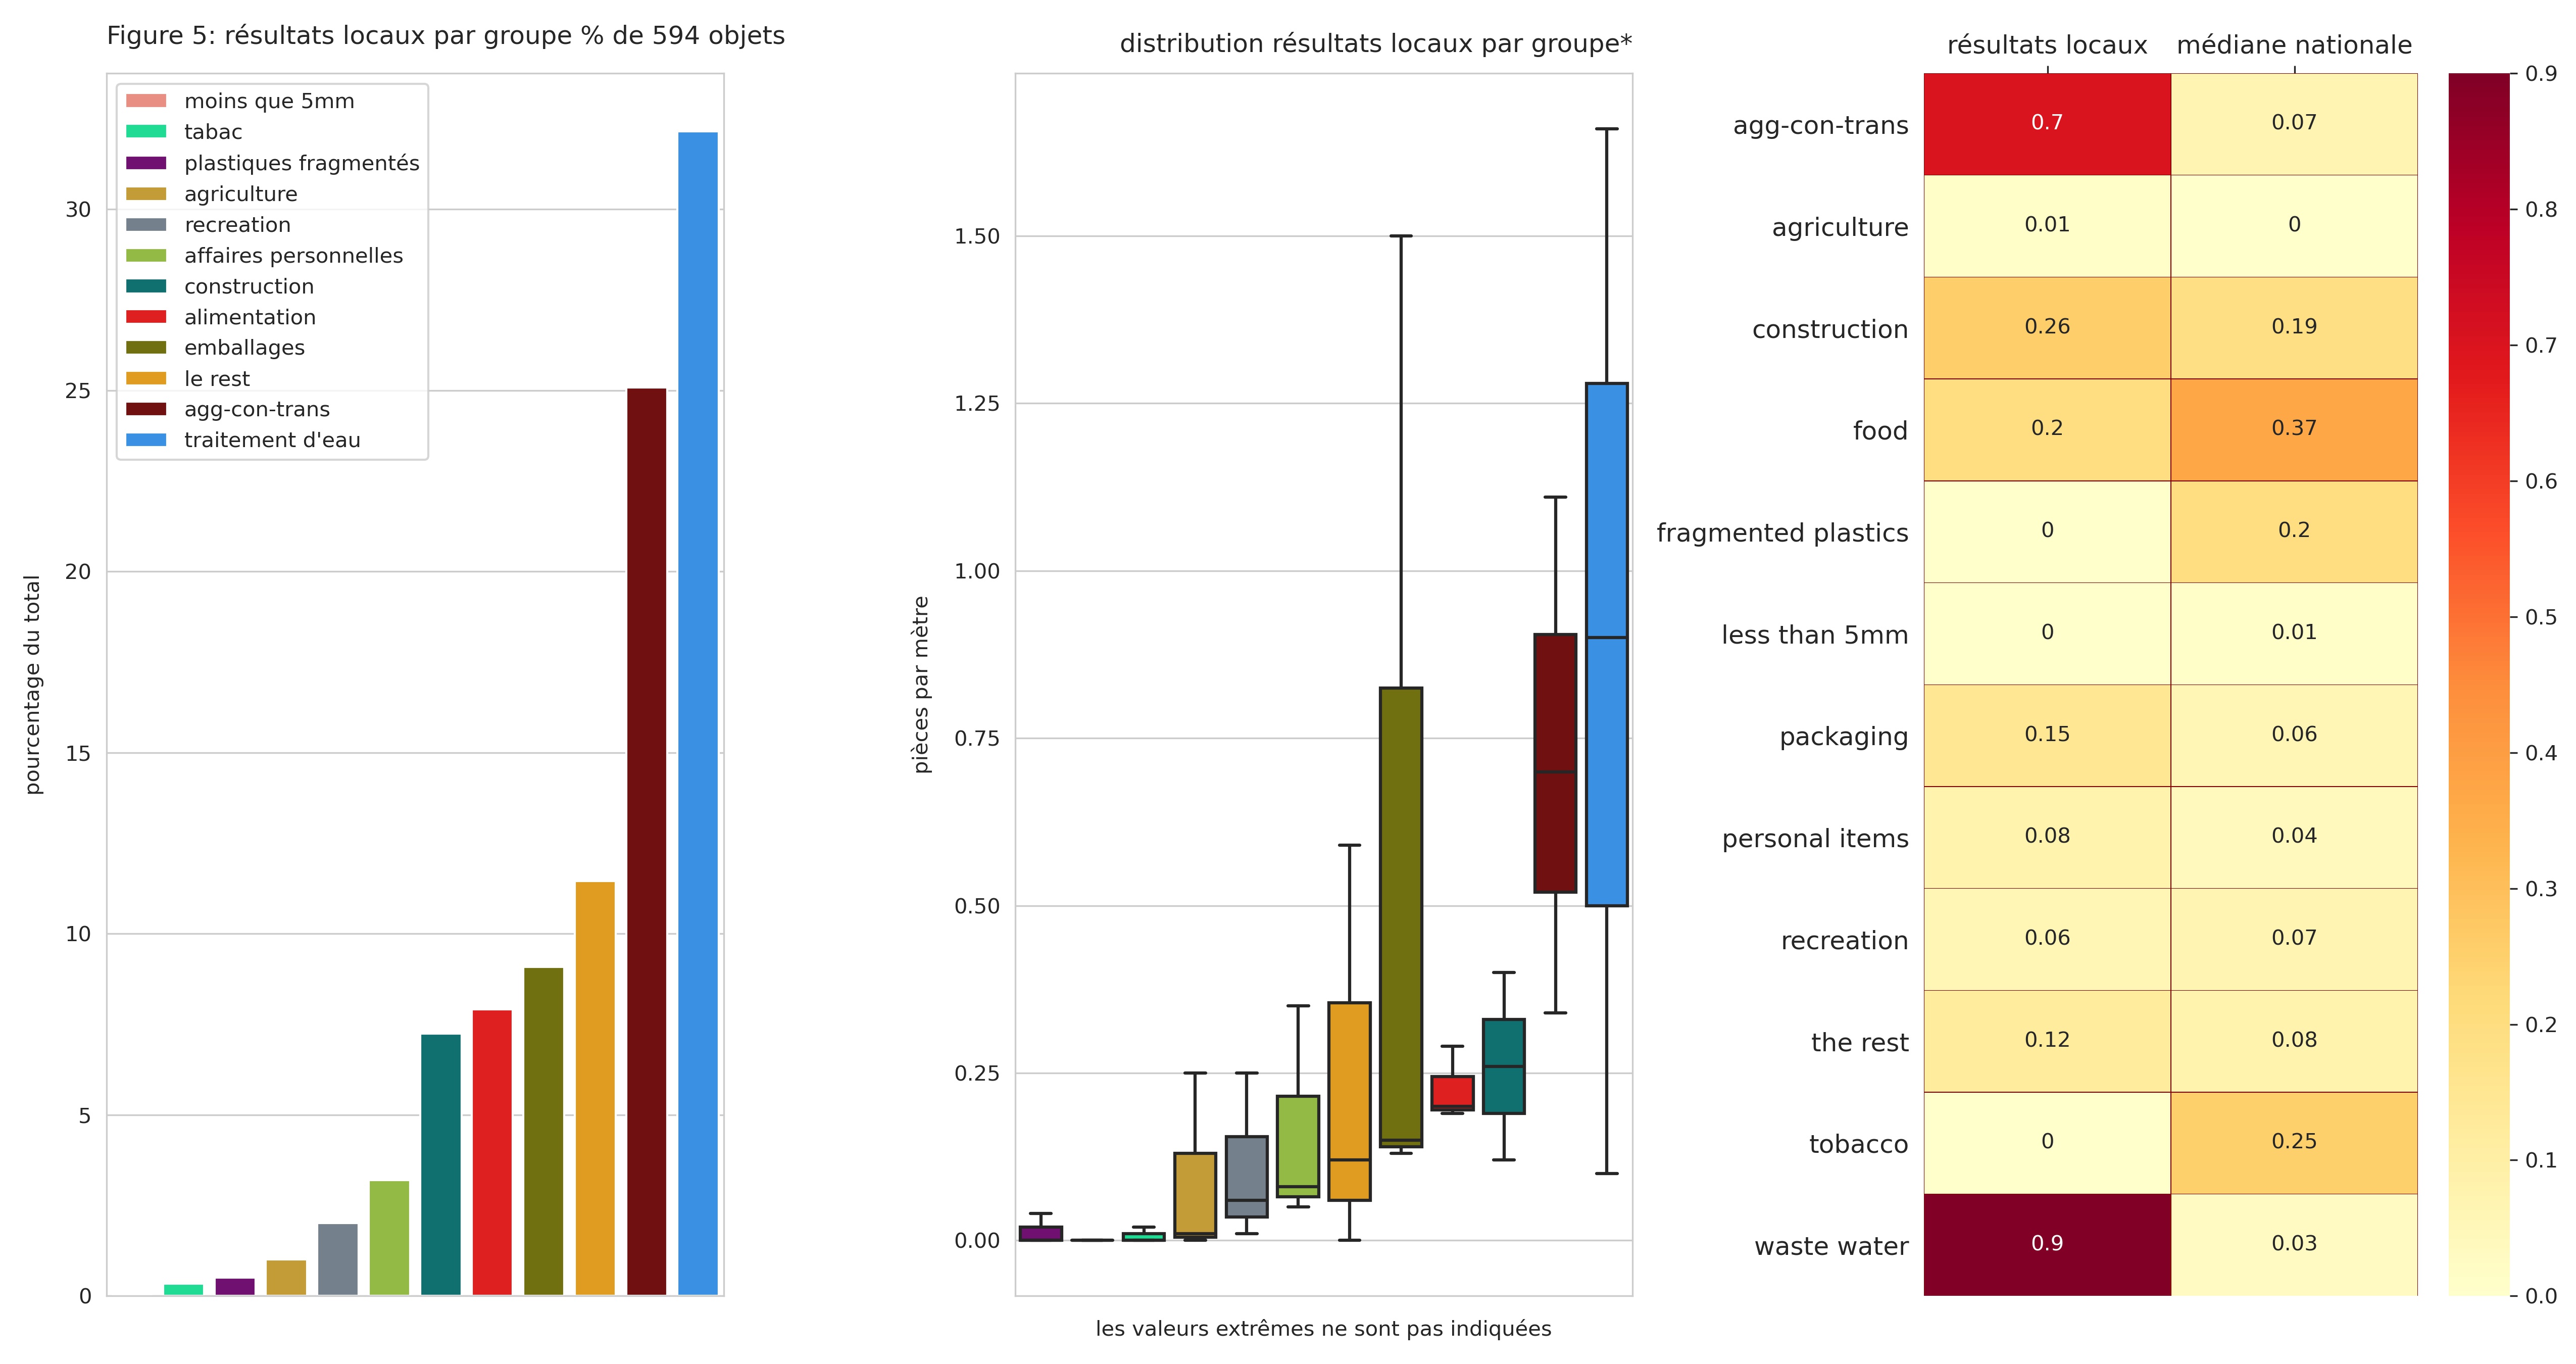 Figure 5: résultats locaux par groupe % de 594 objets
moins que 5mm
tabac
plastiques fragmentés
agriculture
recreation
affaires personnelles
construction
alimentation
emballages
le rest
agg-con-trans
traitement d'eau
pourcentage du total
30
25
20
15
10
5
0
distribution résultats locaux par groupe*
pièces par mètre
1.50
1.25
1.00
0.75
0.50
0.25
0.00
les valeurs extrêmes ne sont pas indiquées
résultats locaux médiane nationale
agg-con-trans 0.7 0.07
agriculture 0.01 0
construction 0.26 0.19
food 0.2 0.37
fragmented plastics 0 0.2
less than 5mm 0 0.01
packaging 0.15 0.06
personal items 0.08 0.04
recreation 0.06 0.07
the rest 0.12 0.08
tobacco 0 0.25
waste water 0.9 0.03
0.9
0.8
0.7
0.6
0.5
0.4
0.3
0.2
0.1
0.0